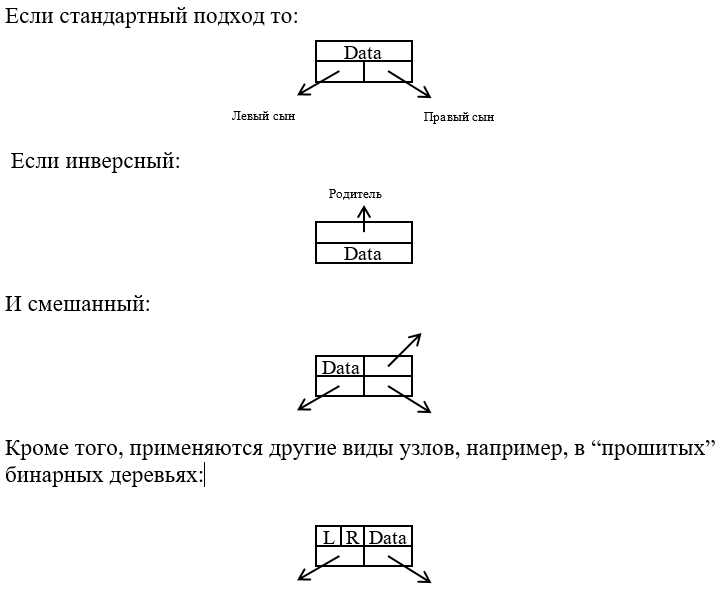 Если стандартный подход то:
Data
Левый сын
Правый сын
Если инверсный:
Родитель
Data
И смешанный:
Data
Кроме того, применяются другие виды узлов, например, в “прошитых”
бинарных деревьях:
L R Data